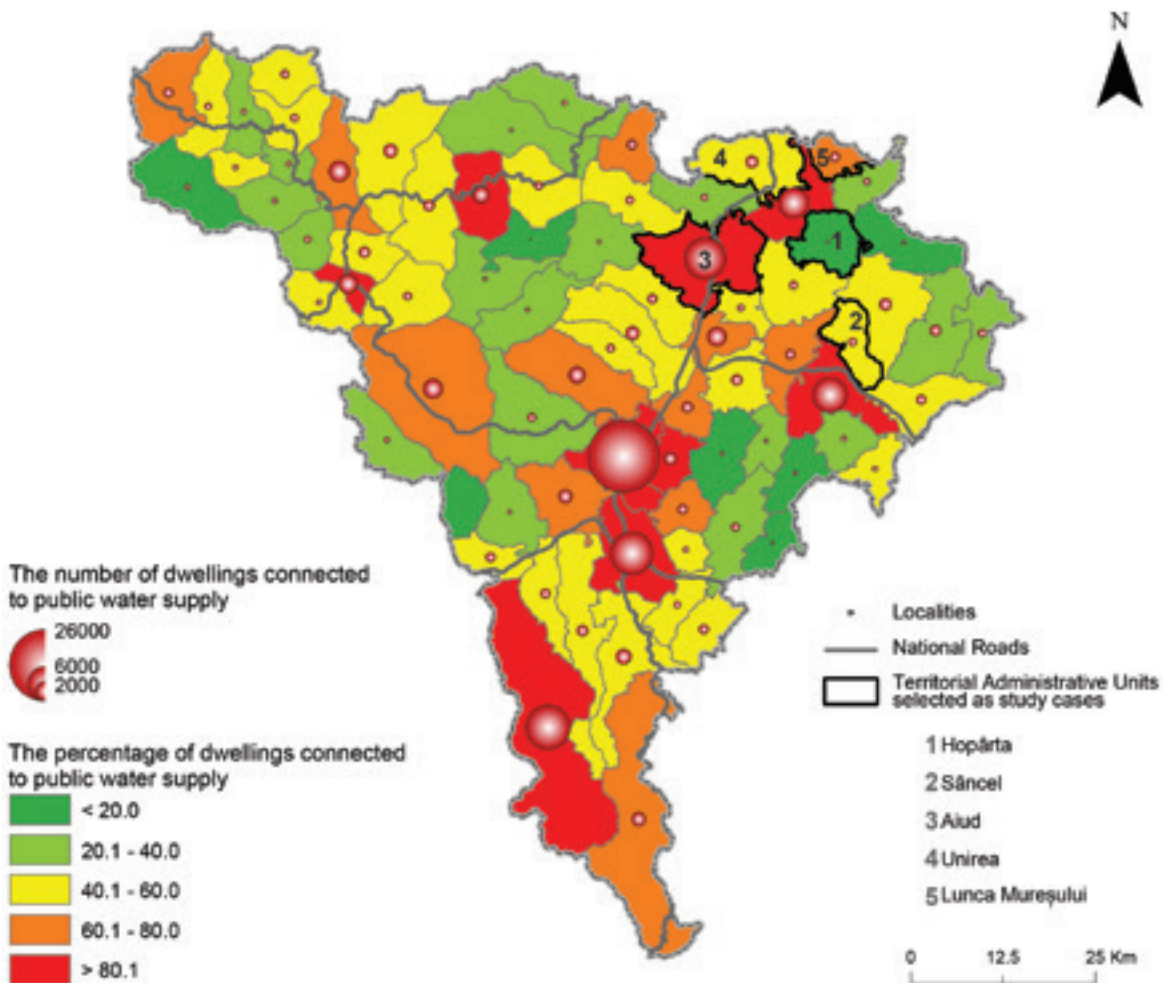 N
4
5
1
3
2
The number of dwellings connected
to public water supply
26000
6000
2000
The percentage of dwellings connected
to public water supply
< 20.0
20.1 - 40.0
40.1 - 60.0
60.1 - 80.0
> 80.1
Localities
National Roads
Territorial Administrative Units
selected as study cases
1 Hopârta
2 Sâncel
3 Aiud
4 Unirea
5 Lunca Mureșului
0 12.5 25 Km